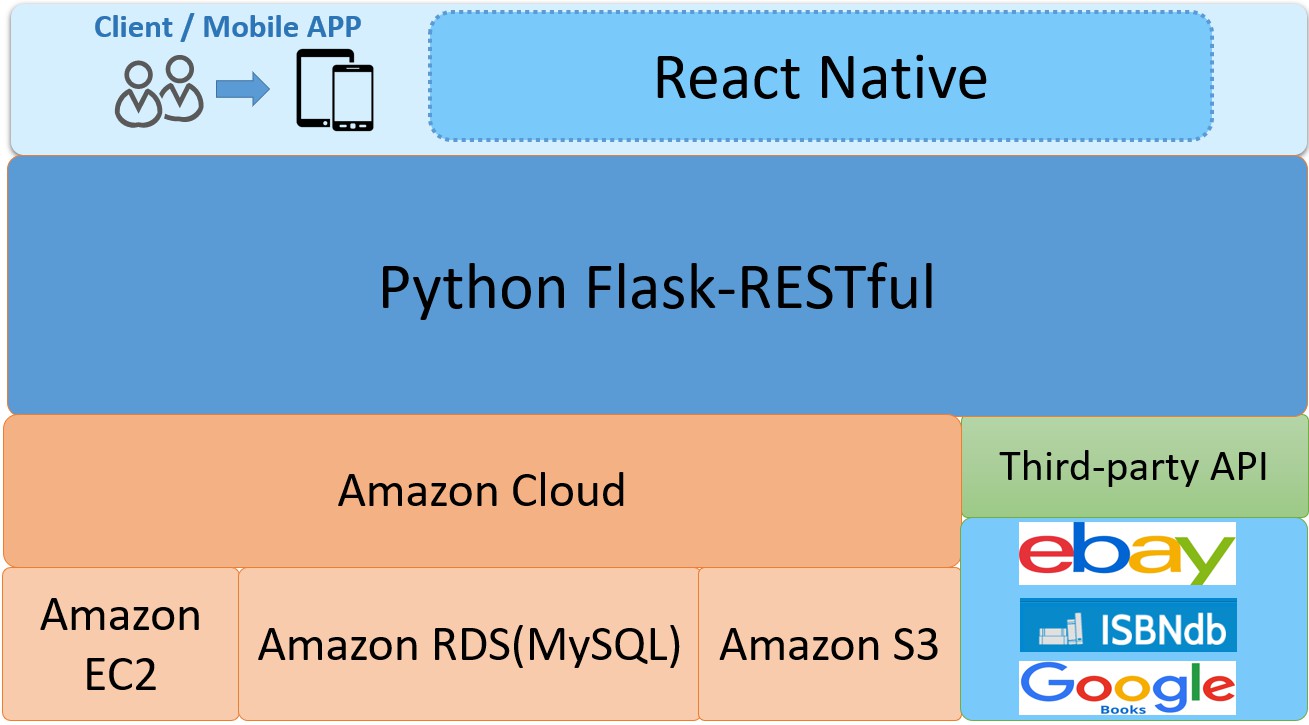 Client / Mobile APP
React Native
Python Flask-RESTful
Amazon Cloud
Third-party API
Amazon
EC2
Amazon RDS(MySQL)
Amazon S3
ebay
ISBNdb
Google
Books